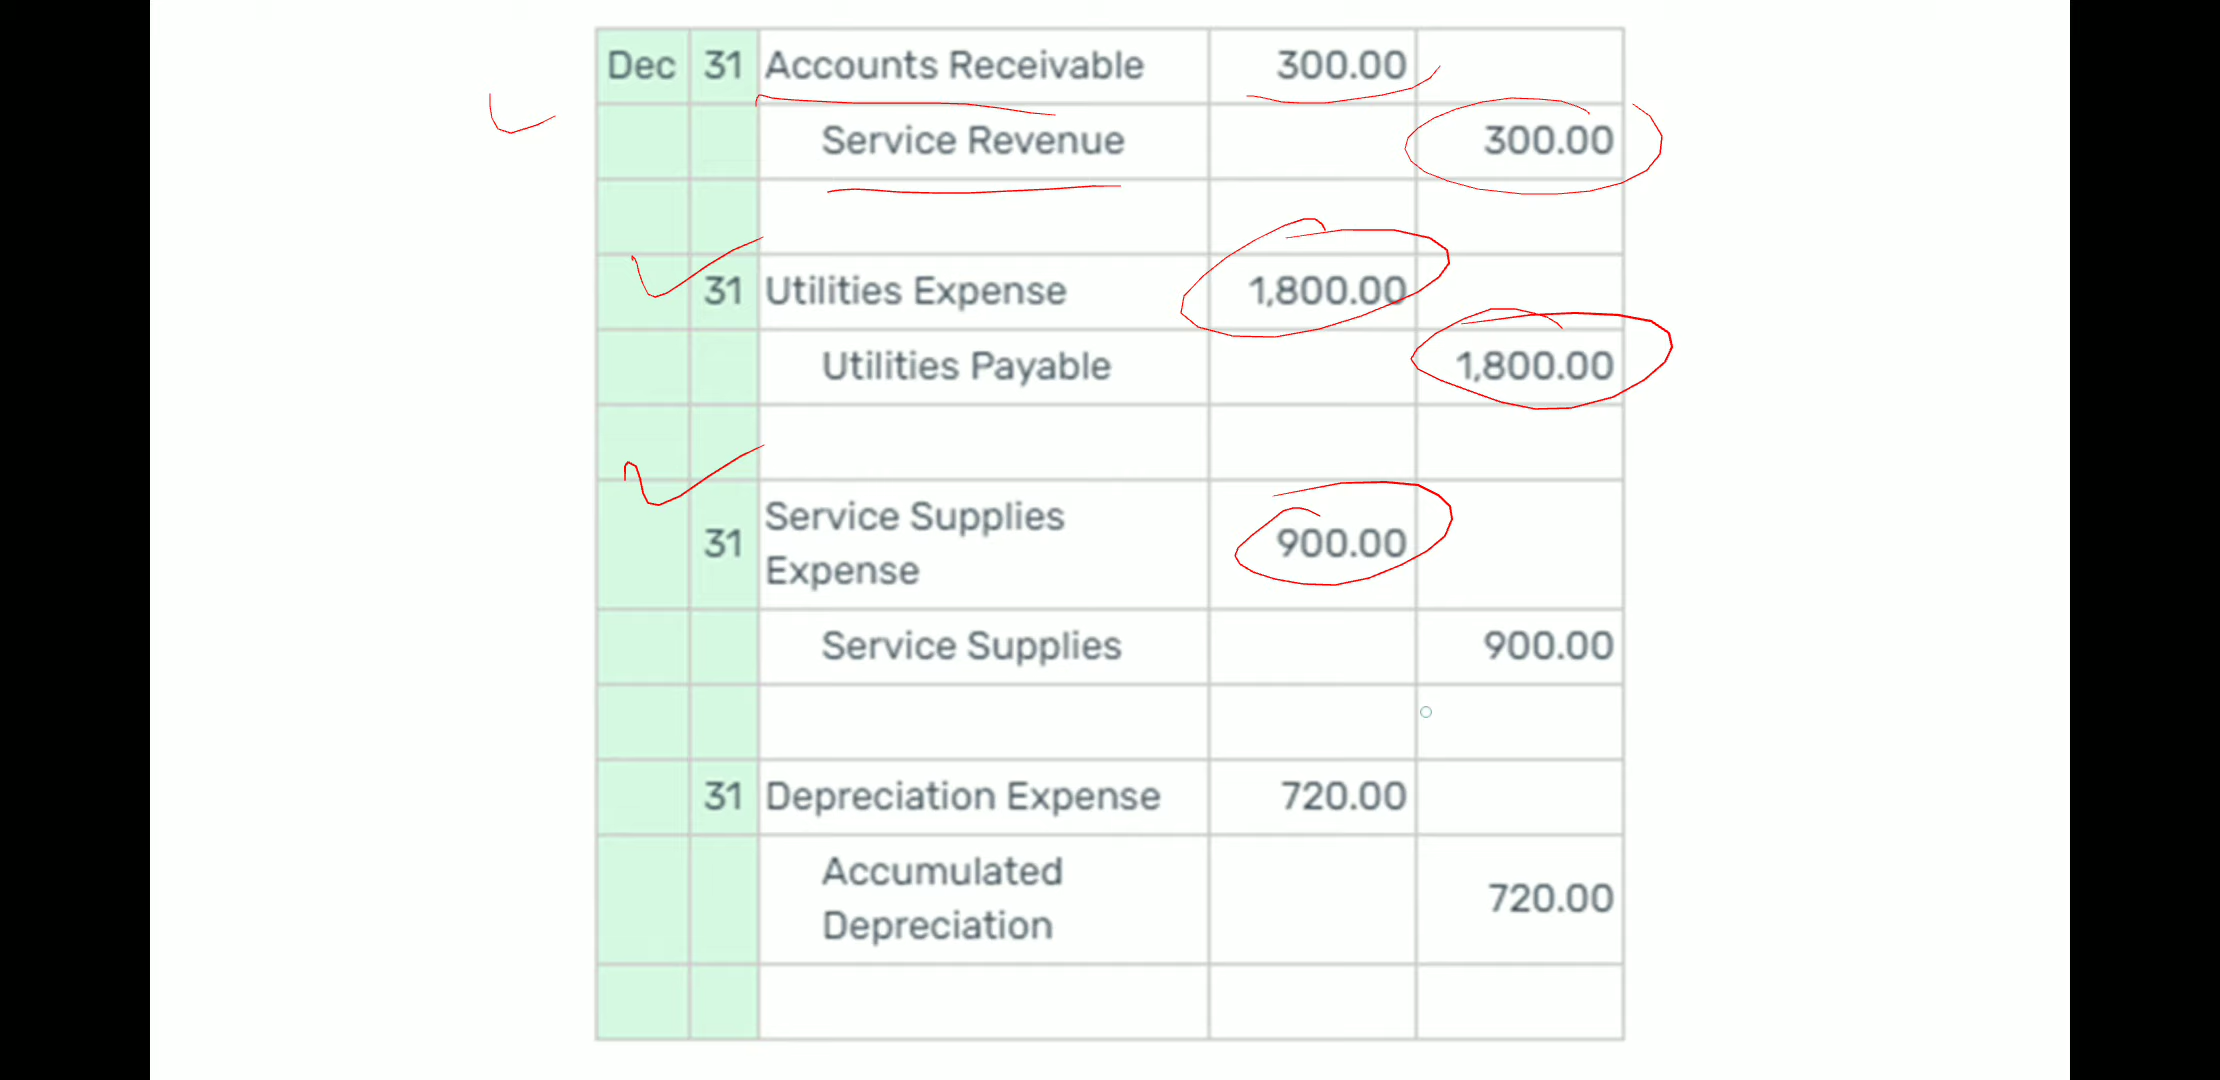 Dec 31 Accounts Receivable 300.00
Service Revenue 300.00
31 Utilities Expense 1,800.00
Utilities Payable 1,800.00
31 Service Supplies
Expense 900.00
Service Supplies 900.00
31 Depreciation Expense 720.00
Accumulated
Depreciation 720.00